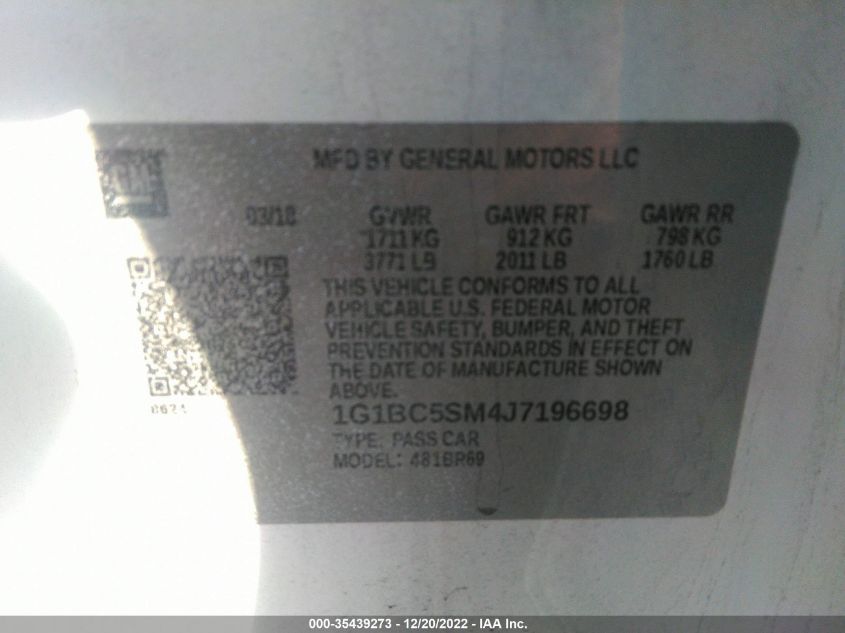 MFD BY GENERAL MOTORS LLC
GM
03/18 GVWR GAWR FRT GAWR RR
1711 KG 912 KG 798 KG
3771 LB 2011 LB 1760 LB
THIS VEHICLE CONFORMS TO ALL
APPLICABLE U.S. FEDERAL MOTOR
VEHICLE SAFETY, BUMPER, AND THEFT
PREVENTION STANDARDS IN EFFECT ON
THE DATE OF MANUFACTURE SHOWN
ABOVE.
1G1BC5SM4J7196698
TYPE: PASS CAR
MODEL: 481BR69
000-35439273 - 12/20/2022 - IAA Inc.